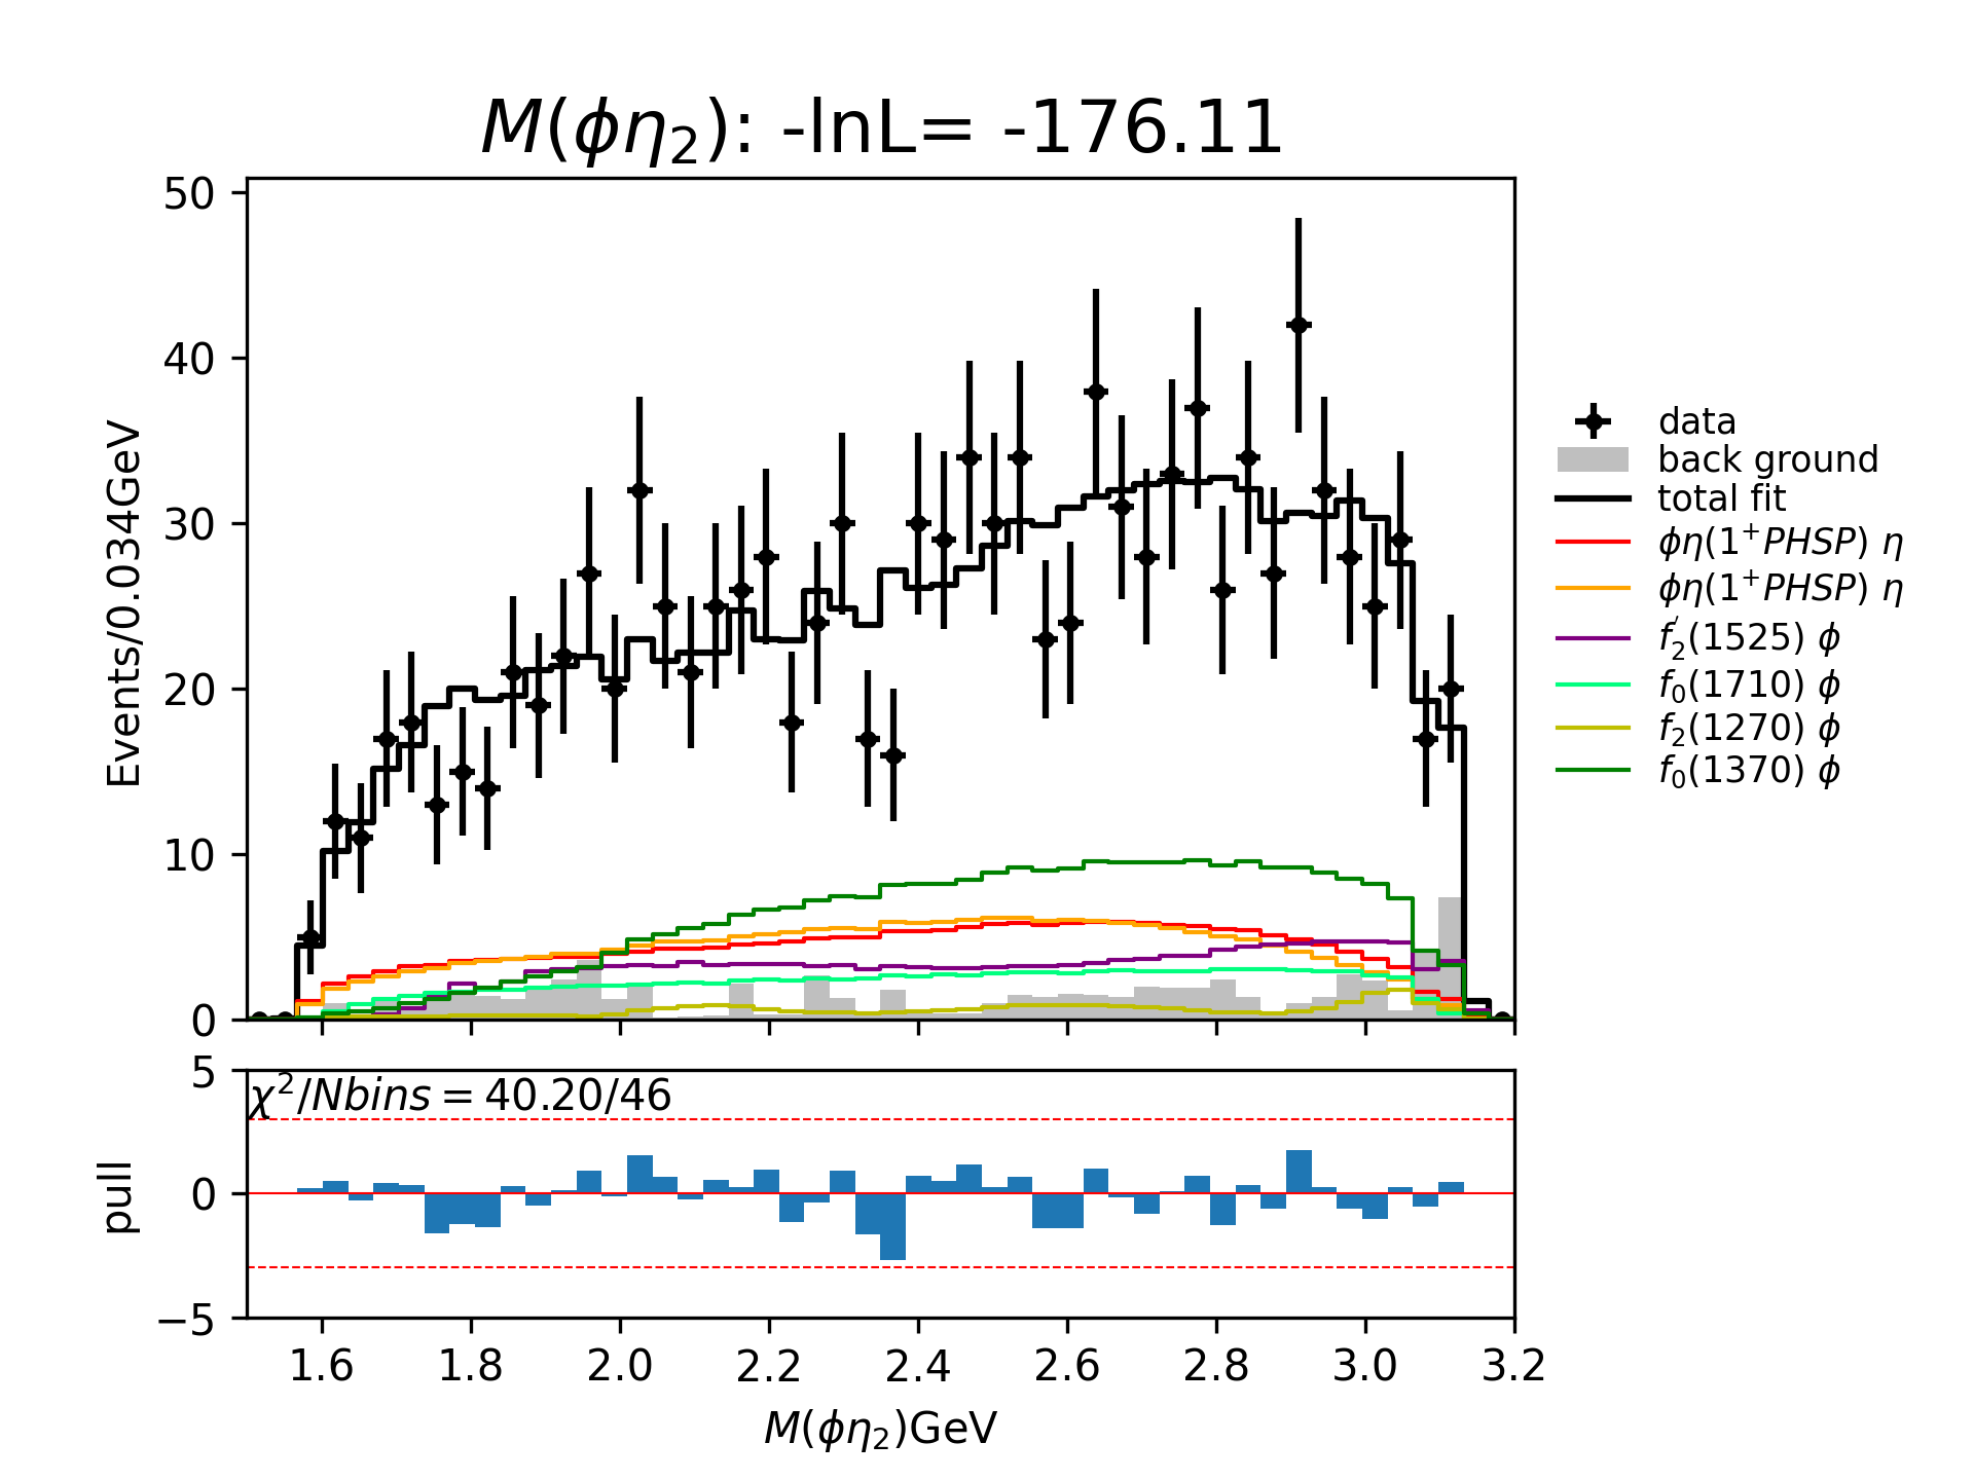 M(ϕη₂): -lnL= -176.11
50
40
30
20
10
0
Events/0.034GeV
data
back ground
total fit
ϕη(1⁺PHSP) η
ϕη(1⁺PHSP) η
f₂′(1525) ϕ
f₀(1710) ϕ
f₂(1270) ϕ
f₀(1370) ϕ
χ²/Nbins = 40.20/46
5
0
−5
pull
1.6 1.8 2.0 2.2 2.4 2.6 2.8 3.0 3.2
M(ϕη₂)GeV